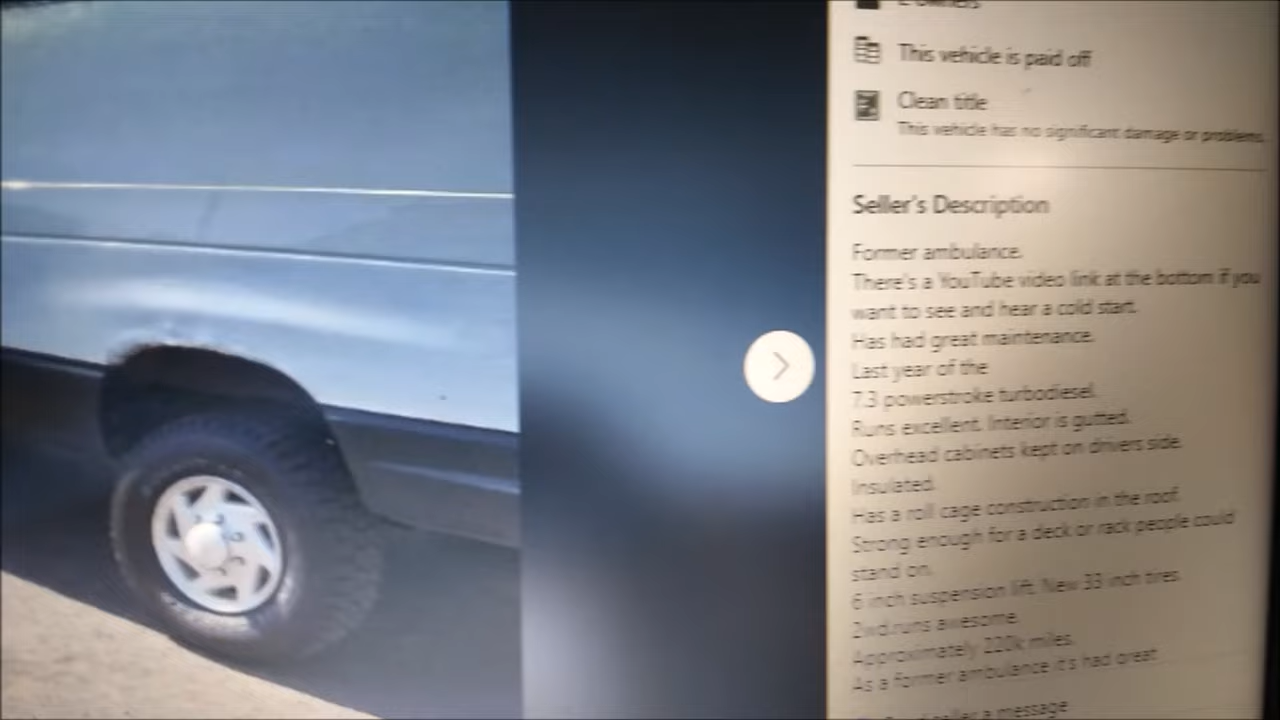 2 owners
This vehicle is paid off
Clean title
This vehicle has no significant damage or problems.
Seller's Description
Former ambulance.
There's a YouTube video link at the bottom if you
want to see and hear a cold start.
Has had great maintenance.
Last year of the
7.3 powerstroke turbodiesel.
Runs excellent. Interior is gutted.
Overhead cabinets kept on drivers side.
Insulated.
Has a roll cage construction in the roof.
Strong enough for a deck or rack people could
stand on.
6 inch suspension lift. New 33 inch tires.
2wd.runs awesome.
Approximately 220k miles.
As a former ambulance it's had great
seller a message